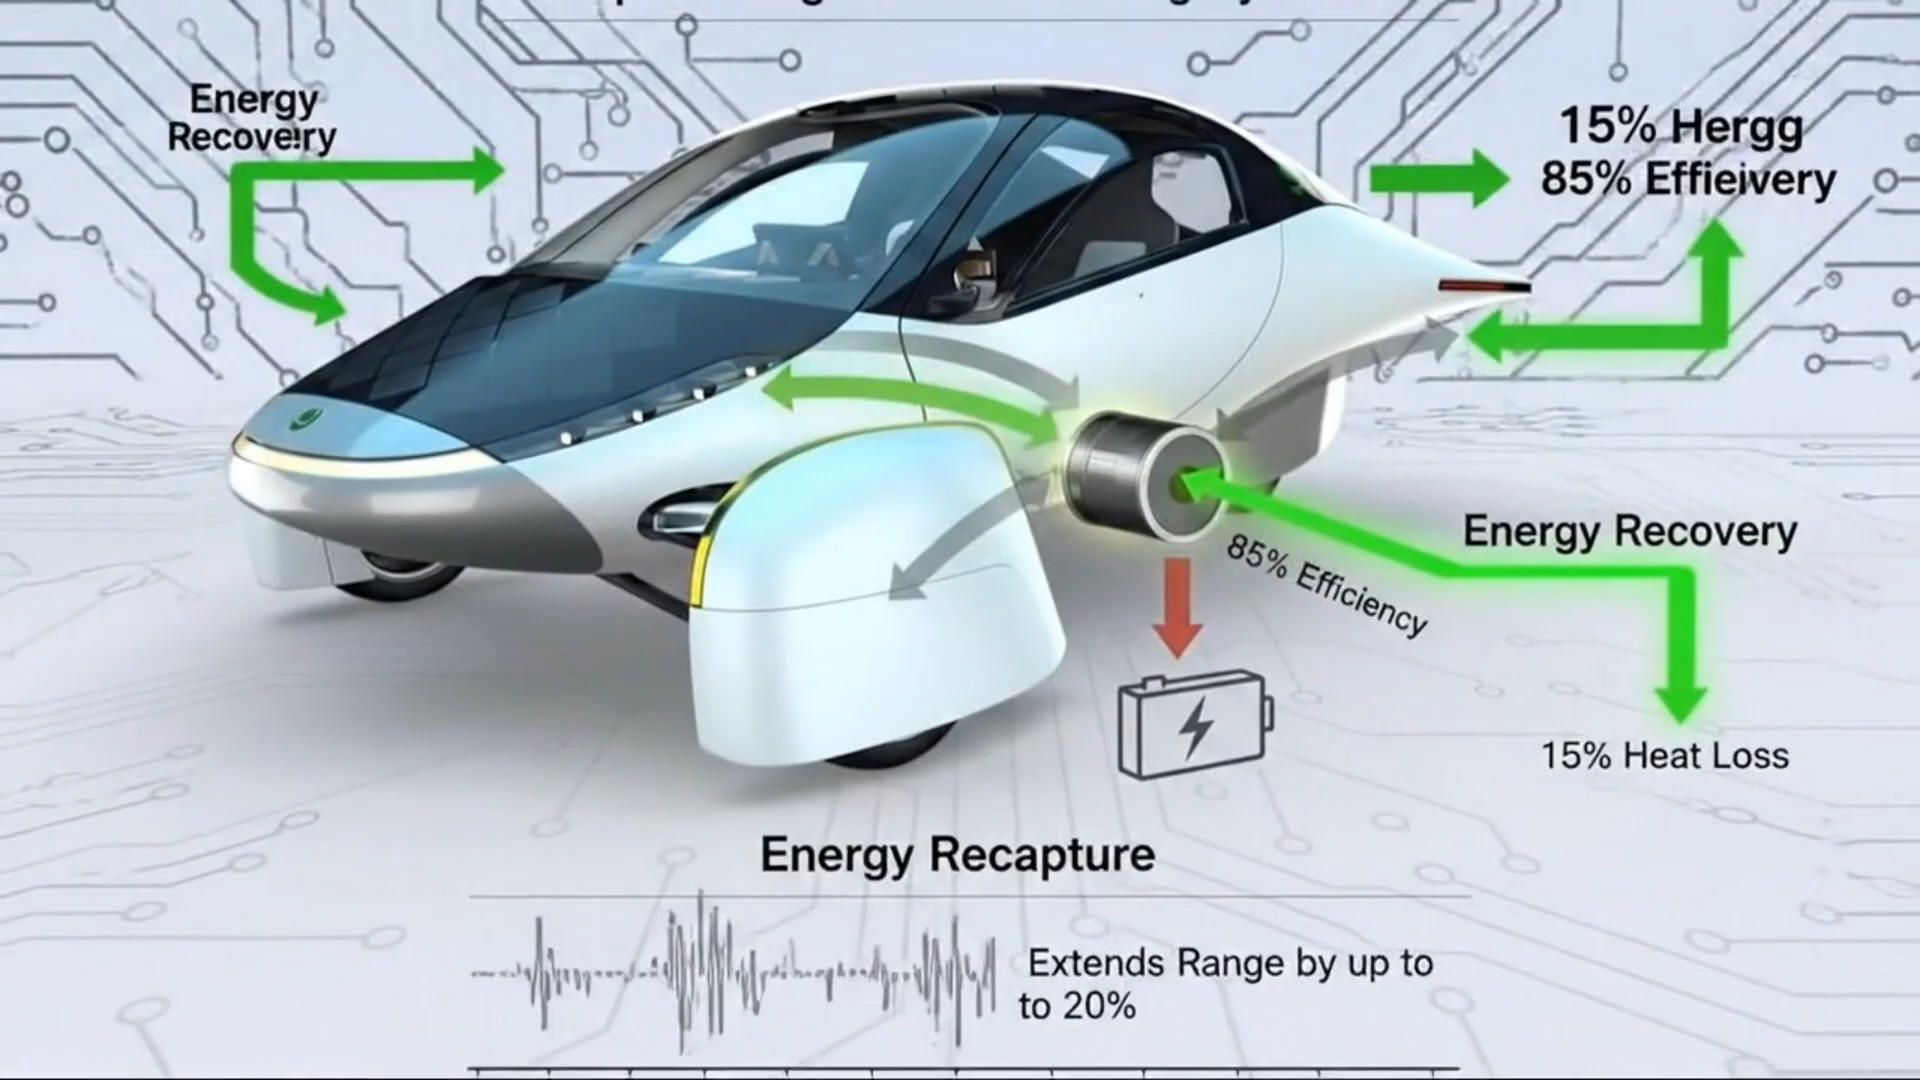 Energy
Recovery
15% Hergg
85% Effieivery
Energy Recovery
85% Efficiency
15% Heat Loss
Energy Recapture
Extends Range by up to
to 20%